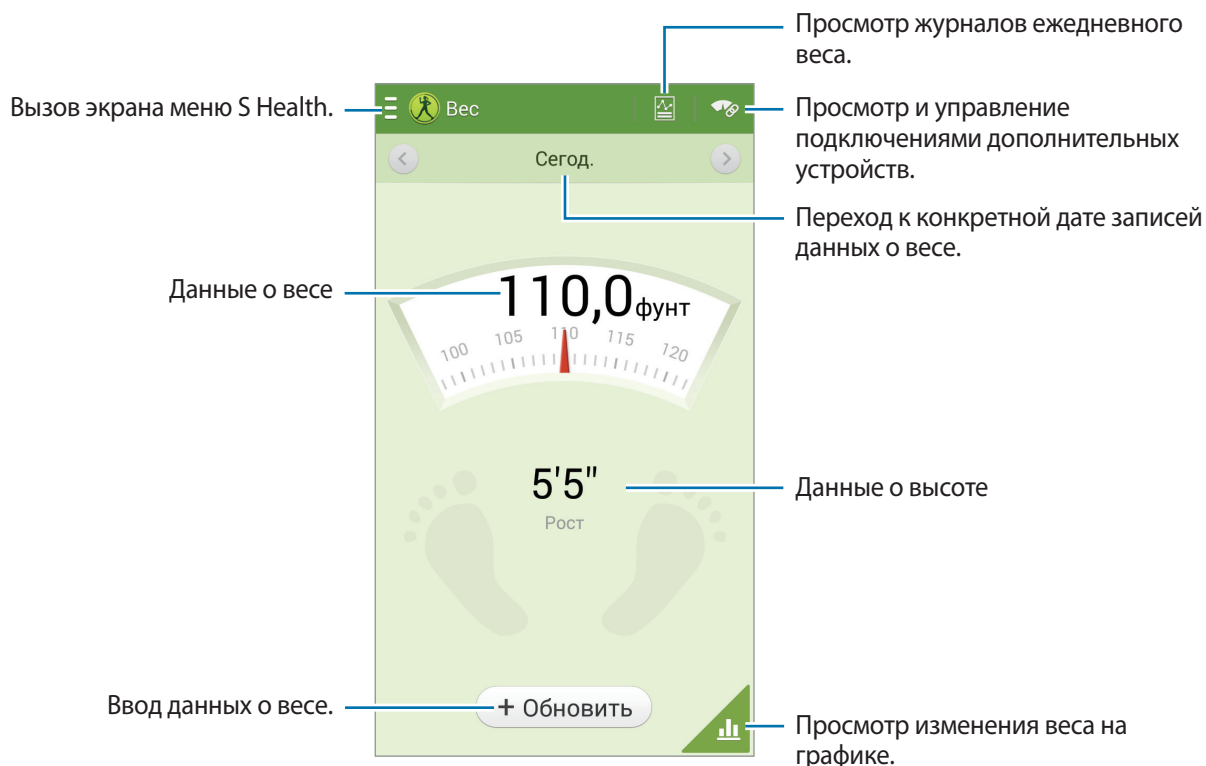 Просмотр журналов ежедневного
веса.
Вызов экрана меню S Health.
Вес
Просмотр и управление
подключениями дополнительных
устройств.
Сегод.
Переход к конкретной дате записей
данных о весе.
Данные о весе
110,0 фунт
100 105 110 115 120
5'5"
Рост
Данные о высоте
Ввод данных о весе.
+ Обновить
Просмотр изменения веса на
графике.